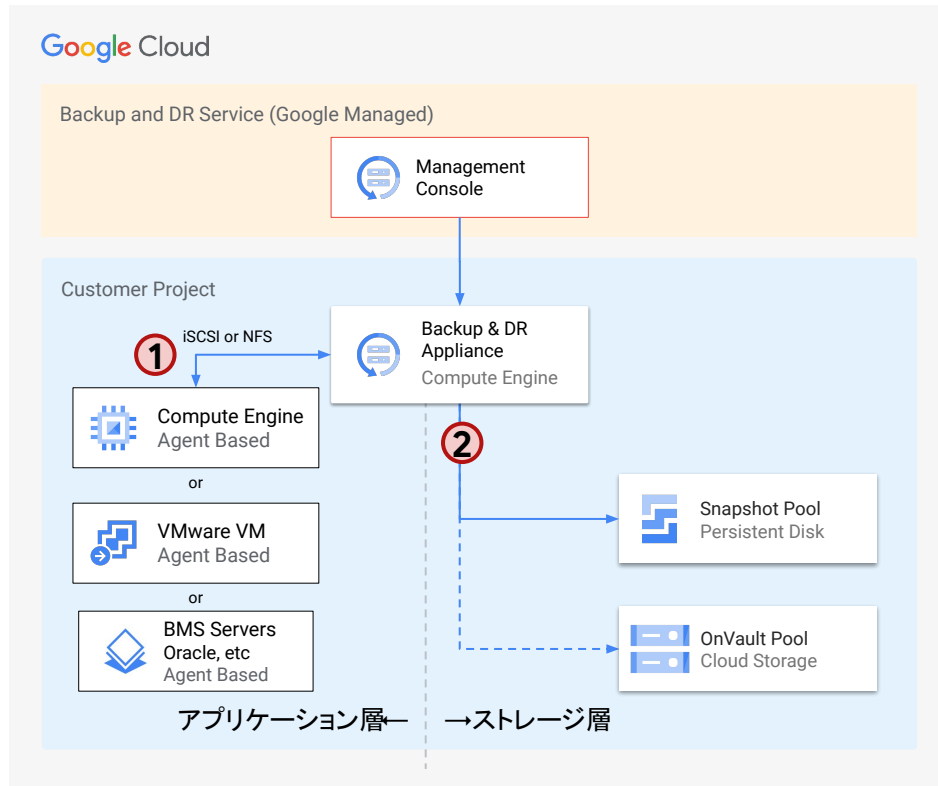 Google Cloud
Backup and DR Service (Google Managed)
Management
Console
Customer Project
1
iSCSI or NFS
Backup & DR
Appliance
Compute Engine
Compute Engine
Agent Based
2
or
VMware VM
Agent Based
or
BMS Servers
Oracle, etc
Agent Based
Snapshot Pool
Persistent Disk
OnVault Pool
Cloud Storage
アプリケーション層←
→ストレージ層